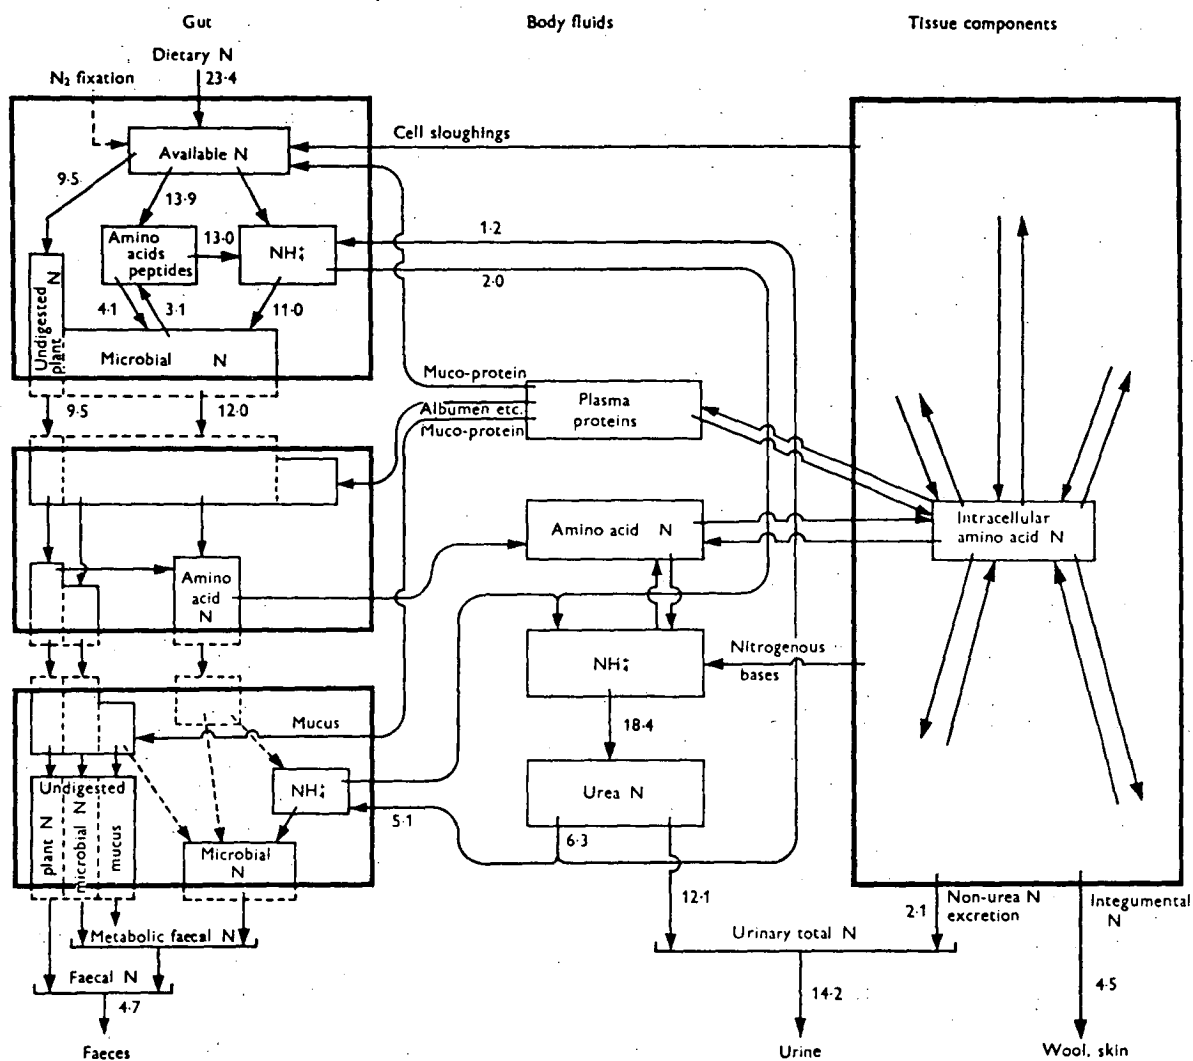 Gut
Body fluids
Tissue components
Dietary N
N₂ fixation
23·4
Cell sloughings
Available N
9·5
13·9
1·2
Amino
acids
peptides
13·0
NH₄⁺
2·0
4·1
3·1
11·0
Undigested
plant N
Microbial N
9·5
12·0
Muco-protein
Albumen etc.
Muco-protein
Plasma
proteins
Amino acid N
Intracellular
amino acid N
Amino
acid
N
NH₄⁺
Nitrogenous
bases
18·4
Mucus
NH₄⁺
5·1
Urea N
6·3
Undigested
plant N
microbial N
mucus
Microbial
N
12·1
2·1
Non-urea N
excretion
Integumental
N
Metabolic faecal N
Urinary total N
Faecal N
4·7
14·2
4·5
Faeces
Urine
Wool, skin